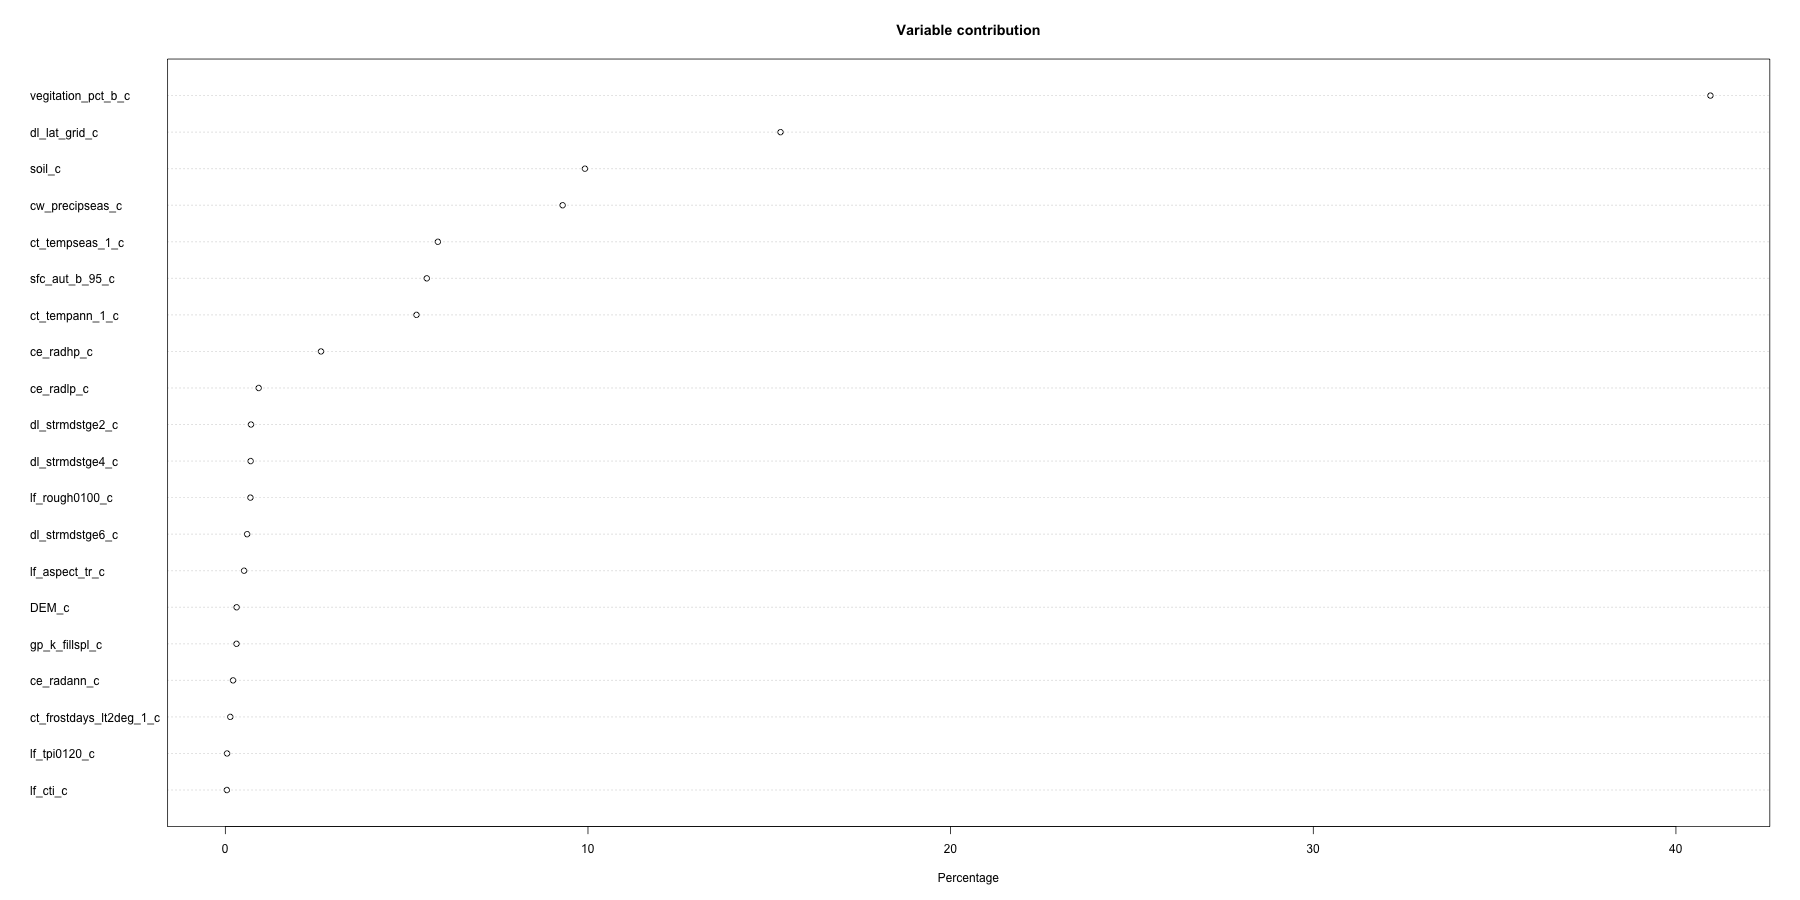 Variable contribution
vegitation_pct_b_c
dl_lat_grid_c
soil_c
cw_precipseas_c
ct_tempseas_1_c
sfc_aut_b_95_c
ct_tempann_1_c
ce_radhp_c
ce_radlp_c
dl_strmdstge2_c
dl_strmdstge4_c
lf_rough0100_c
dl_strmdstge6_c
lf_aspect_tr_c
DEM_c
gp_k_fillspl_c
ce_radann_c
ct_frostdays_lt2deg_1_c
lf_tpi0120_c
lf_cti_c
0 10 20 30 40
Percentage